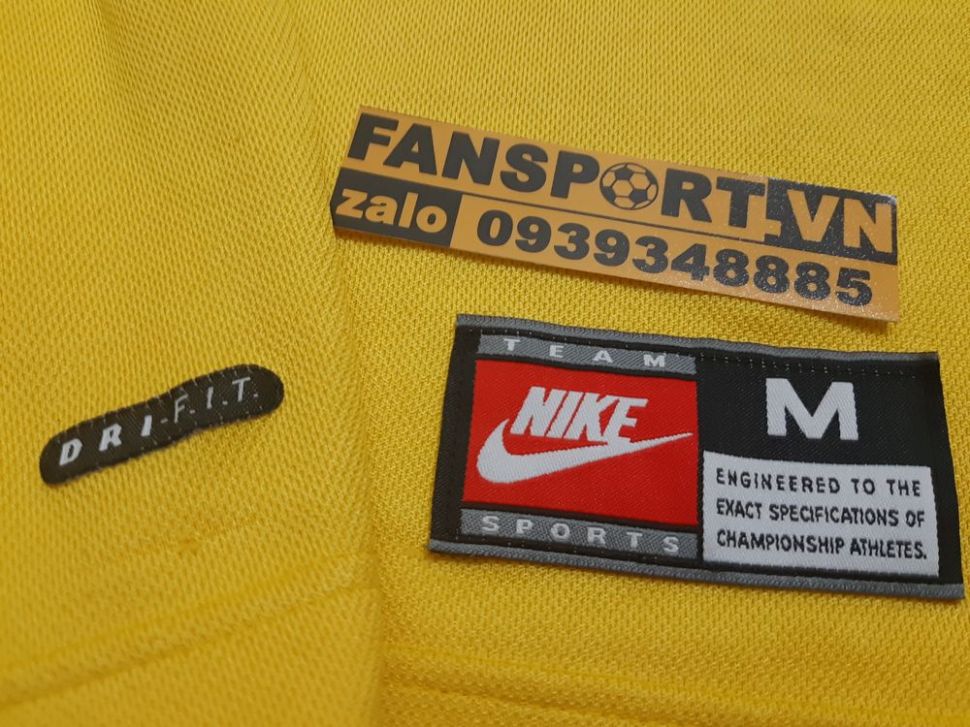 FANSPORT.VN
zalo 0939348885
DRI-F.I.T.
TEAM
NIKE
SPORTS
M
ENGINEERED TO THE
EXACT SPECIFICATIONS OF
CHAMPIONSHIP ATHLETES.